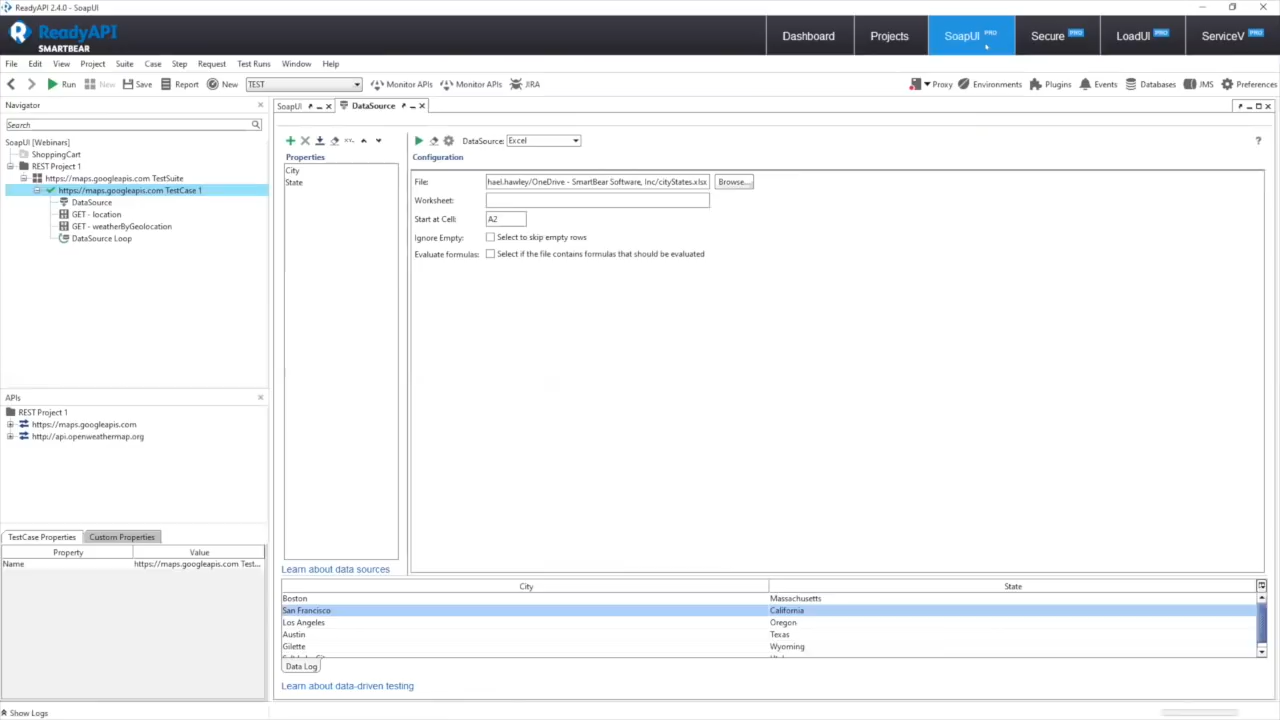 ReadyAPI 2.4.0 - SoapUI
ReadyAPI
SMARTBEAR
Dashboard Projects SoapUI PRO Secure PRO LoadUI PRO ServiceV PRO
File Edit View Project Suite Case Step Request Test Runs Window Help
Run New Save Report New TEST Monitor APIs Monitor APIs JIRA Proxy Environments Plugins Events Databases JMS Preferences
Navigator
Search
SoapUI [Webinars]
ShoppingCart
REST Project 1
https://maps.googleapis.com TestSuite
https://maps.googleapis.com TestCase 1
DataSource
GET - location
GET - weatherByGeolocation
DataSource Loop
APIs
REST Project 1
https://maps.googleapis.com
http://api.openweathermap.org
TestCase Properties Custom Properties
Property Value
Name https://maps.googleapis.com Test...
Show Logs
SoapUI DataSource
DataSource: Excel ?
Properties
City
State
Configuration
File: hael.hawley/OneDrive - SmartBear Software, Inc/cityStates.xlsx Browse...
Worksheet:
Start at Cell: A2
Ignore Empty: Select to skip empty rows
Evaluate formulas: Select if the file contains formulas that should be evaluated
Learn about data sources
City State
Boston Massachusetts
San Francisco California
Los Angeles Oregon
Austin Texas
Gilette Wyoming
Data Log
Learn about data-driven testing